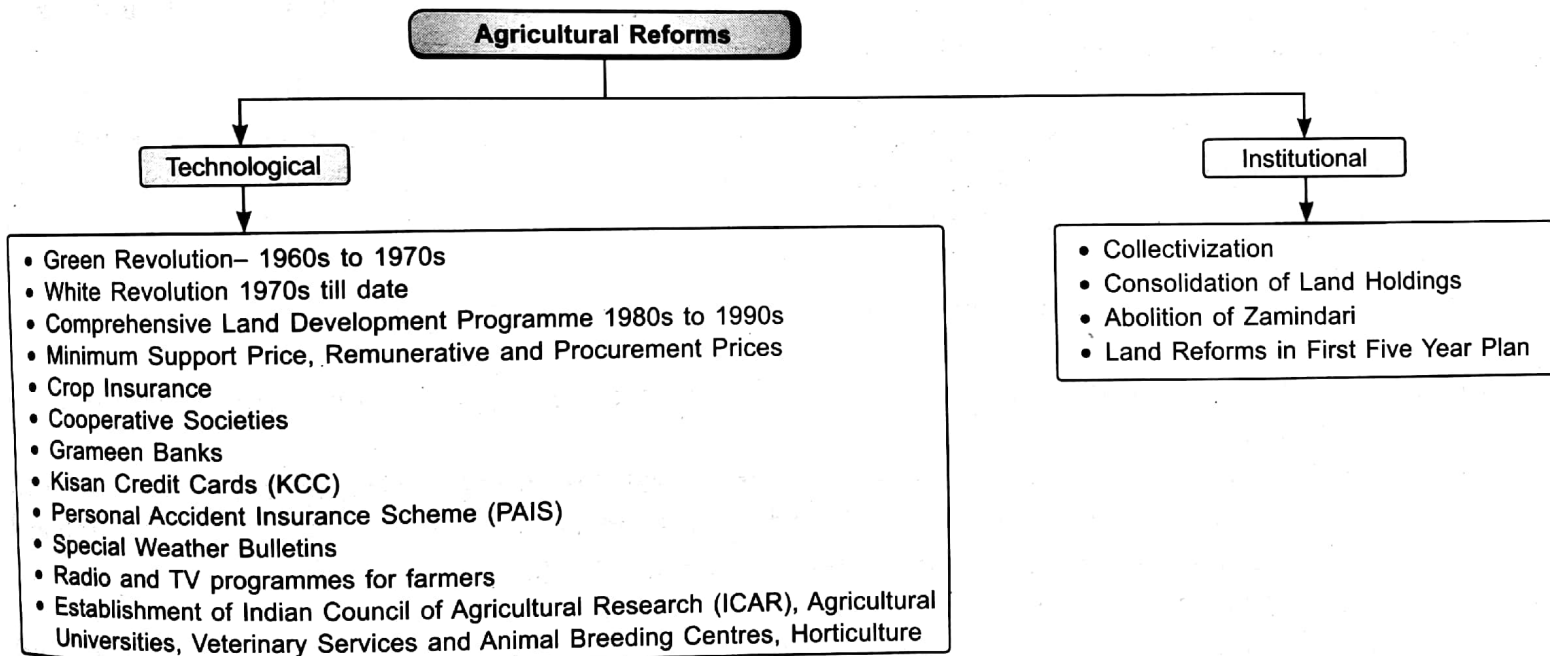 Agricultural Reforms
Technological
Institutional
• Green Revolution– 1960s to 1970s
• White Revolution 1970s till date
• Comprehensive Land Development Programme 1980s to 1990s
• Minimum Support Price, Remunerative and Procurement Prices
• Crop Insurance
• Cooperative Societies
• Grameen Banks
• Kisan Credit Cards (KCC)
• Personal Accident Insurance Scheme (PAIS)
• Special Weather Bulletins
• Radio and TV programmes for farmers
• Establishment of Indian Council of Agricultural Research (ICAR), Agricultural
Universities, Veterinary Services and Animal Breeding Centres, Horticulture
• Collectivization
• Consolidation of Land Holdings
• Abolition of Zamindari
• Land Reforms in First Five Year Plan